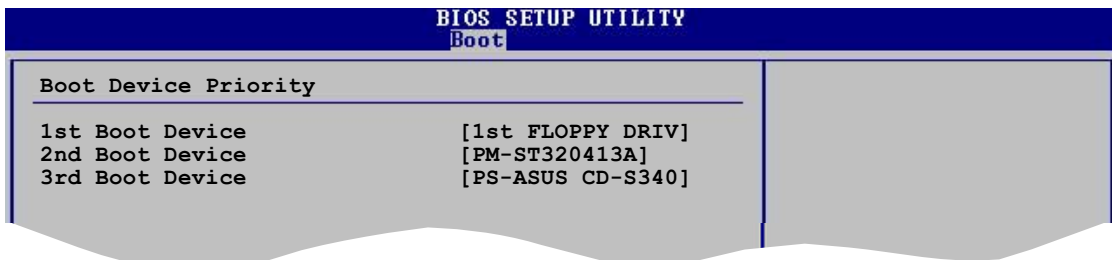 BIOS SETUP UTILITY
Boot
Boot Device Priority
1st Boot Device [1st FLOPPY DRIV]
2nd Boot Device [PM-ST320413A]
3rd Boot Device [PS-ASUS CD-S340]